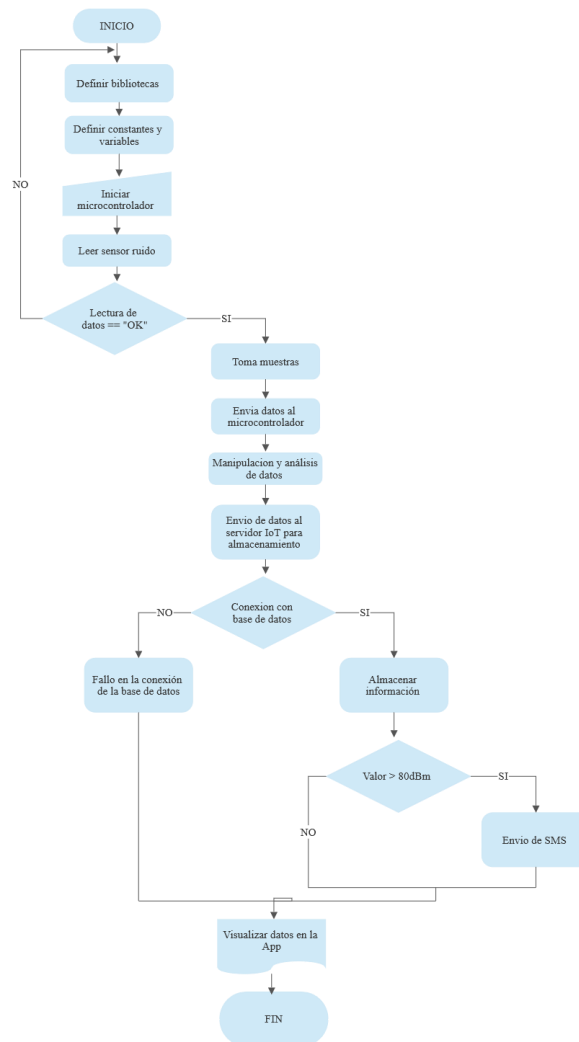 INICIO
Definir bibliotecas
Definir constantes y
variables
NO
Iniciar
microcontrolador
Leer sensor ruido
Lectura de
datos == "OK"
SI
Toma muestras
Envia datos al
microcontrolador
Manipulacion y análisis
de datos
Envio de datos al
servidor IoT para
almacenamiento
Conexion con
base de datos
NO
SI
Fallo en la conexión
de la base de datos
Almacenar
información
Valor > 80dBm
SI
NO
Envio de SMS
Visualizar datos en la
App
FIN